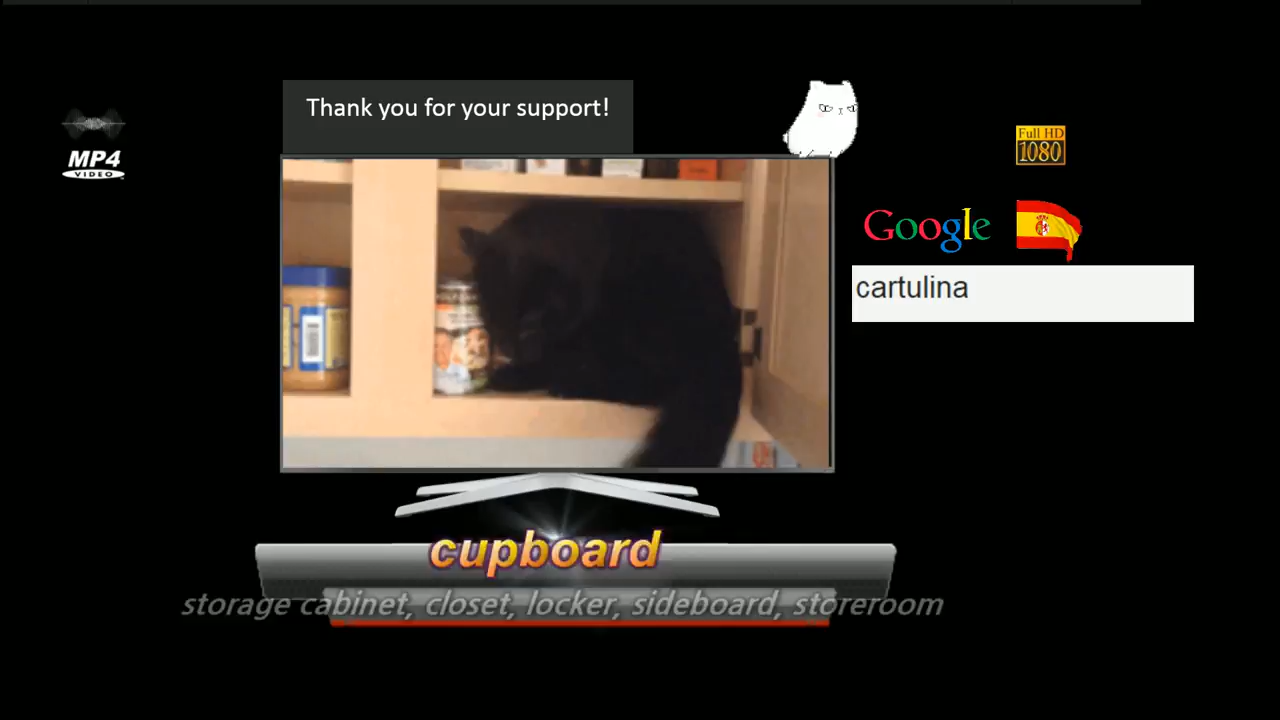 Thank you for your support!
MP4
VIDEO
Full HD
1080
Google
cartulina
cupboard
storage cabinet, closet, locker, sideboard, storeroom